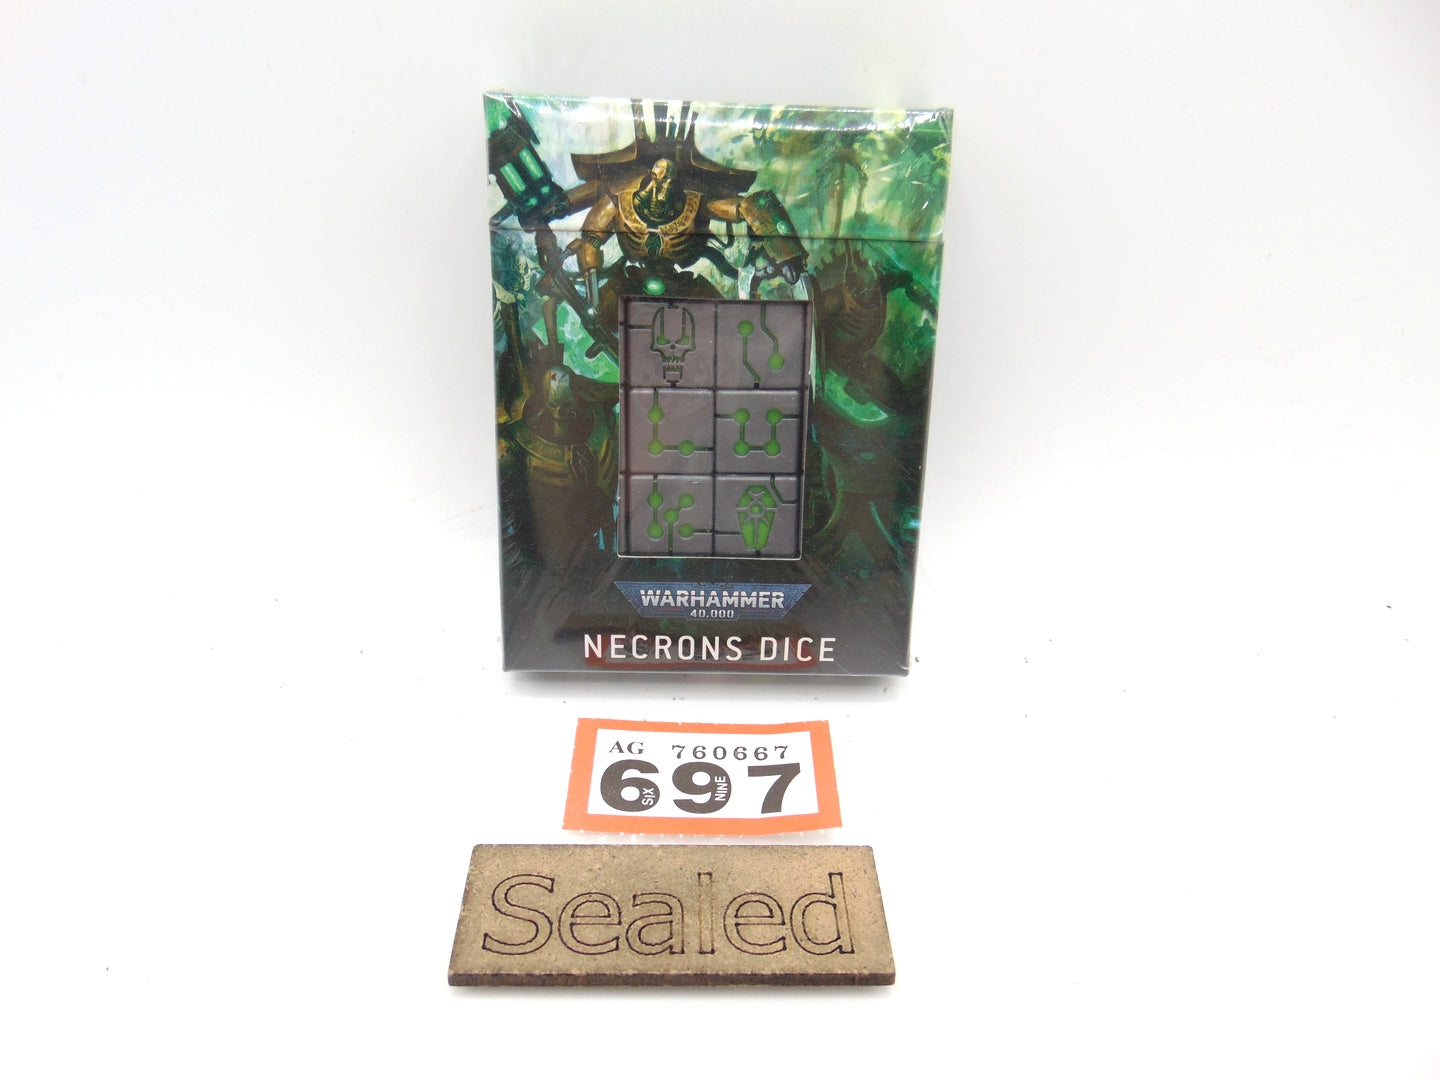 WARHAMMER
40,000
NECRONS DICE
AG 760667
697
SIX
NINE
Sealed